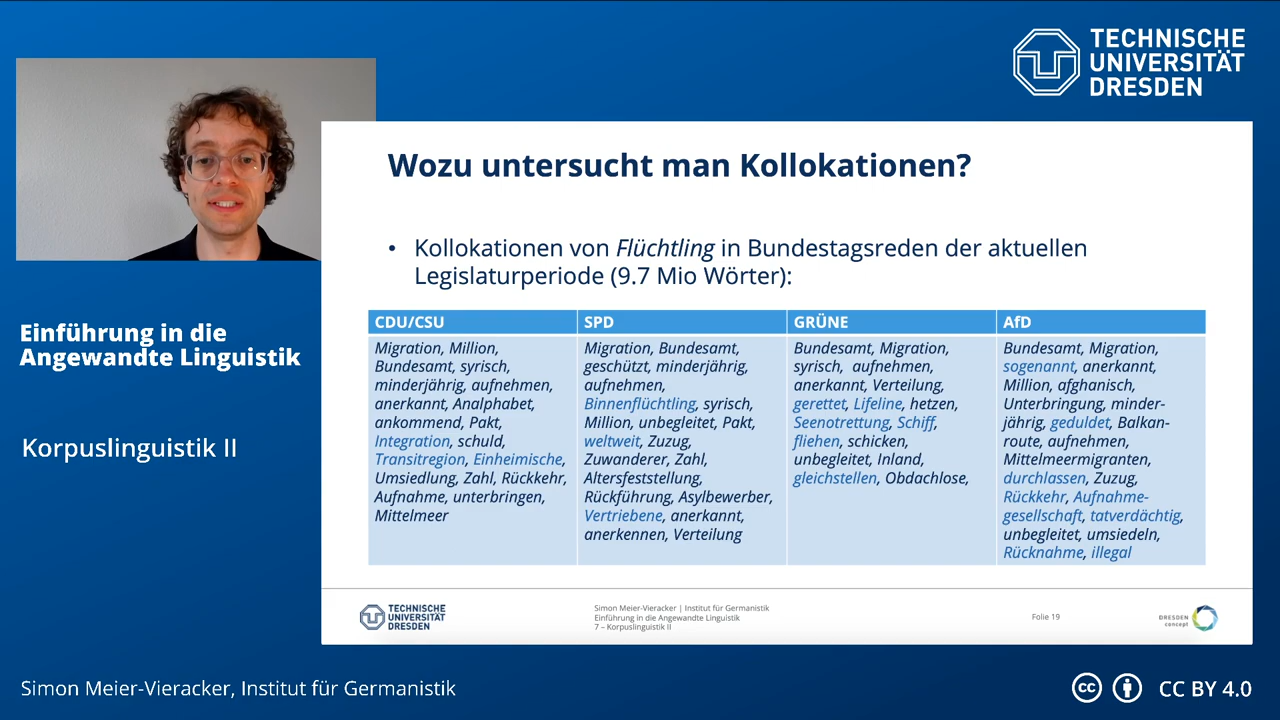 TECHNISCHE
UNIVERSITÄT
DRESDEN
Einführung in die
Angewandte Linguistik
Korpuslinguistik II
Wozu untersucht man Kollokationen?
• Kollokationen von Flüchtling in Bundestagsreden der aktuellen
Legislaturperiode (9.7 Mio Wörter):
CDU/CSU
Migration, Million,
Bundesamt, syrisch,
minderjährig, aufnehmen,
anerkannt, Analphabet,
ankommend, Pakt,
Integration, schuld,
Transitregion, Einheimische,
Umsiedlung, Zahl, Rückkehr,
Aufnahme, unterbringen,
Mittelmeer
SPD
Migration, Bundesamt,
geschützt, minderjährig,
aufnehmen,
Binnenflüchtling, syrisch,
Million, unbegleitet, Pakt,
weltweit, Zuzug,
Zuwanderer, Zahl,
Altersfeststellung,
Rückführung, Asylbewerber,
Vertriebene, anerkannt,
anerkennen, Verteilung
GRÜNE
Bundesamt, Migration,
syrisch, aufnehmen,
anerkannt, Verteilung,
gerettet, Lifeline, hetzen,
Seenotrettung, Schiff,
fliehen, schicken,
unbegleitet, Inland,
gleichstellen, Obdachlose,
AfD
Bundesamt, Migration,
sogenannt, anerkannt,
Million, afghanisch,
Unterbringung, minder-
jährig, geduldet, Balkan-
route, aufnehmen,
Mittelmeermigranten,
durchlassen, Zuzug,
Rückkehr, Aufnahme-
gesellschaft, tatverdächtig,
unbegleitet, umsiedeln,
Rücknahme, illegal
TECHNISCHE
UNIVERSITÄT
DRESDEN
Simon Meier-Vieracker | Institut für Germanistik
Einführung in die Angewandte Linguistik
7 – Korpuslinguistik II
Folie 19
DRESDEN
concept
Simon Meier-Vieracker, Institut für Germanistik
cc
CC BY 4.0